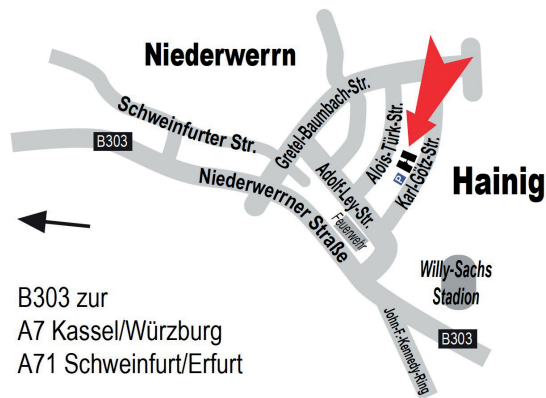 Niederwerrn
Schweinfurter Str.
Gretel-Baumbach-Str.
B303
Alois-Türk-Str.
Adolf-Ley-Str.
P
Karl-Götz-Str.
Hainig
Niederwerrner Straße
Feuerwehr
Willy-Sachs
Stadion
B303 zur
A7 Kassel/Würzburg
A71 Schweinfurt/Erfurt
John-F.-Kennedy-Ring
B303